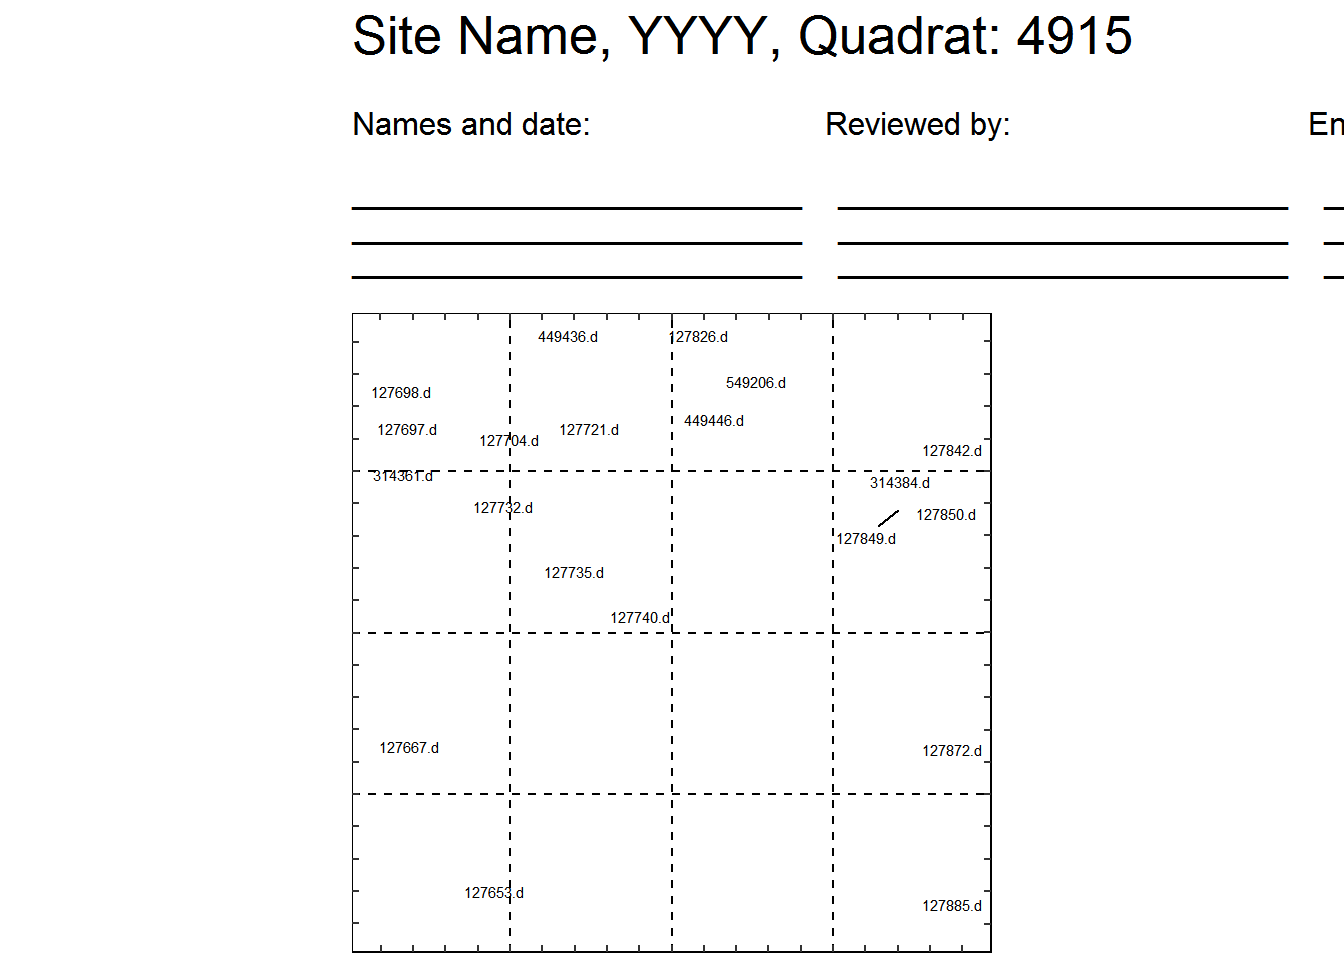 Site Name, YYYY, Quadrat: 4915
Names and date: Reviewed by: En
449436.d 127826.d
549206.d
127698.d
449446.d
127697.d 127704.d 127721.d
127842.d
314361.d 314384.d
127732.d 127850.d
127849.d
127735.d
127740.d
127667.d 127872.d
127653.d 127885.d